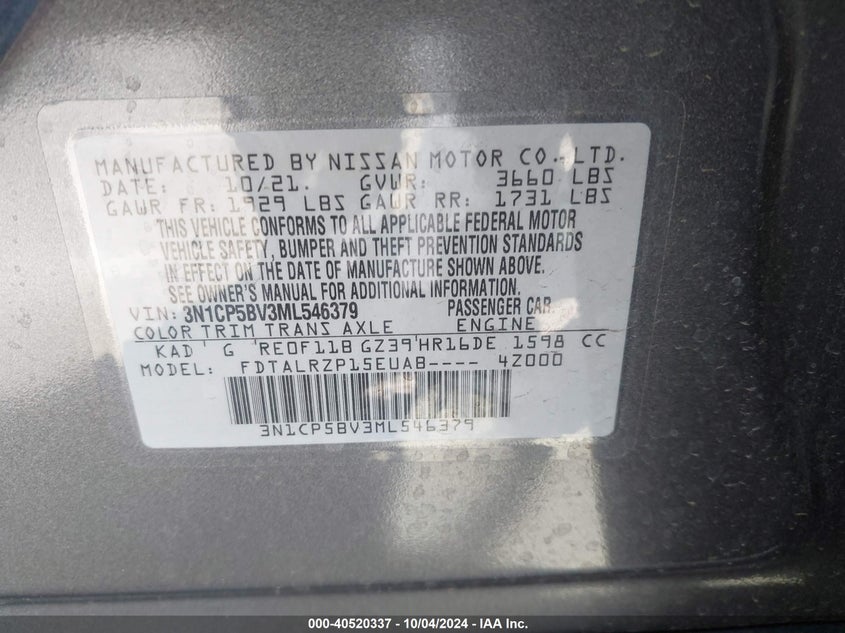 MANUFACTURED BY NISSAN MOTOR CO., LTD.
DATE: 10/21. GVWR: 3660 LBS
GAWR FR: 1929 LBS GAWR RR: 1731 LBS
THIS VEHICLE CONFORMS TO ALL APPLICABLE FEDERAL MOTOR
VEHICLE SAFETY, BUMPER AND THEFT PREVENTION STANDARDS
IN EFFECT ON THE DATE OF MANUFACTURE SHOWN ABOVE.
SEE OWNER'S MANUAL FOR ADDITIONAL INFORMATION.
VIN: 3N1CP5BV3ML546379 PASSENGER CAR
COLOR TRIM TRANS AXLE ENGINE
KAD ' G 'RE0F11B GZ39'HR16DE 1598 CC
MODEL: FDTALRZP15EUAB---- 4Z000
3N1CP5BV3ML546379
000-40520337 - 10/04/2024 - IAA Inc.